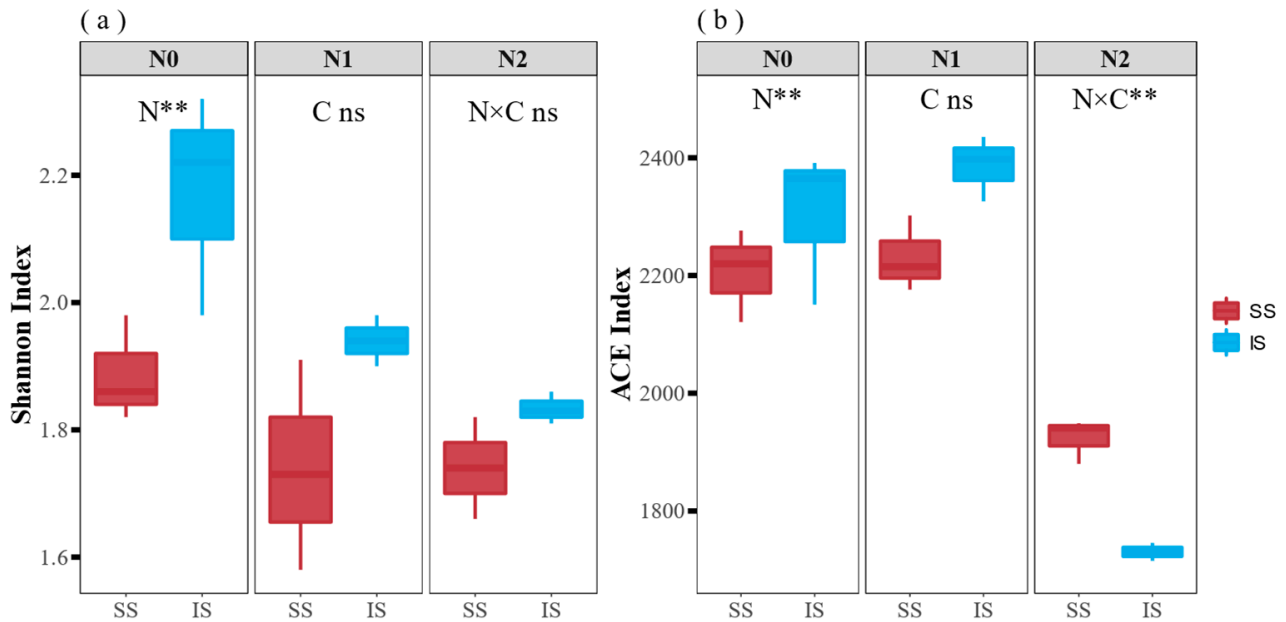 ( a )
N0
N1
N2
N**
C ns
N×C ns
Shannon Index
2.2
2.0
1.8
1.6
SS
IS
SS
IS
SS
IS
( b )
N0
N1
N2
N**
C ns
N×C**
ACE Index
2400
2200
2000
1800
SS
IS
SS
IS
SS
IS
SS
IS